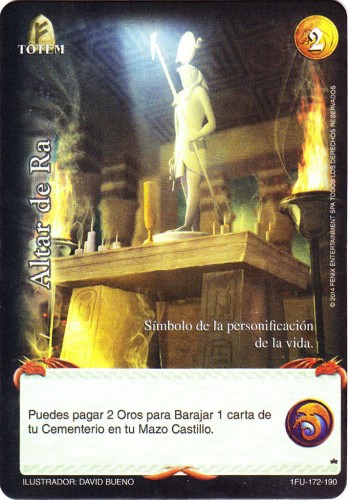 TÓTEM
2
Altar de Ra
Símbolo de la personificación
de la vida.
© 2014 FENIX ENTERTAINMENT SPA TODOS LOS DERECHOS RESERVADOS
Puedes pagar 2 Oros para Barajar 1 carta de
tu Cementerio en tu Mazo Castillo.
ILUSTRADOR: DAVID BUENO
1FU-172-190